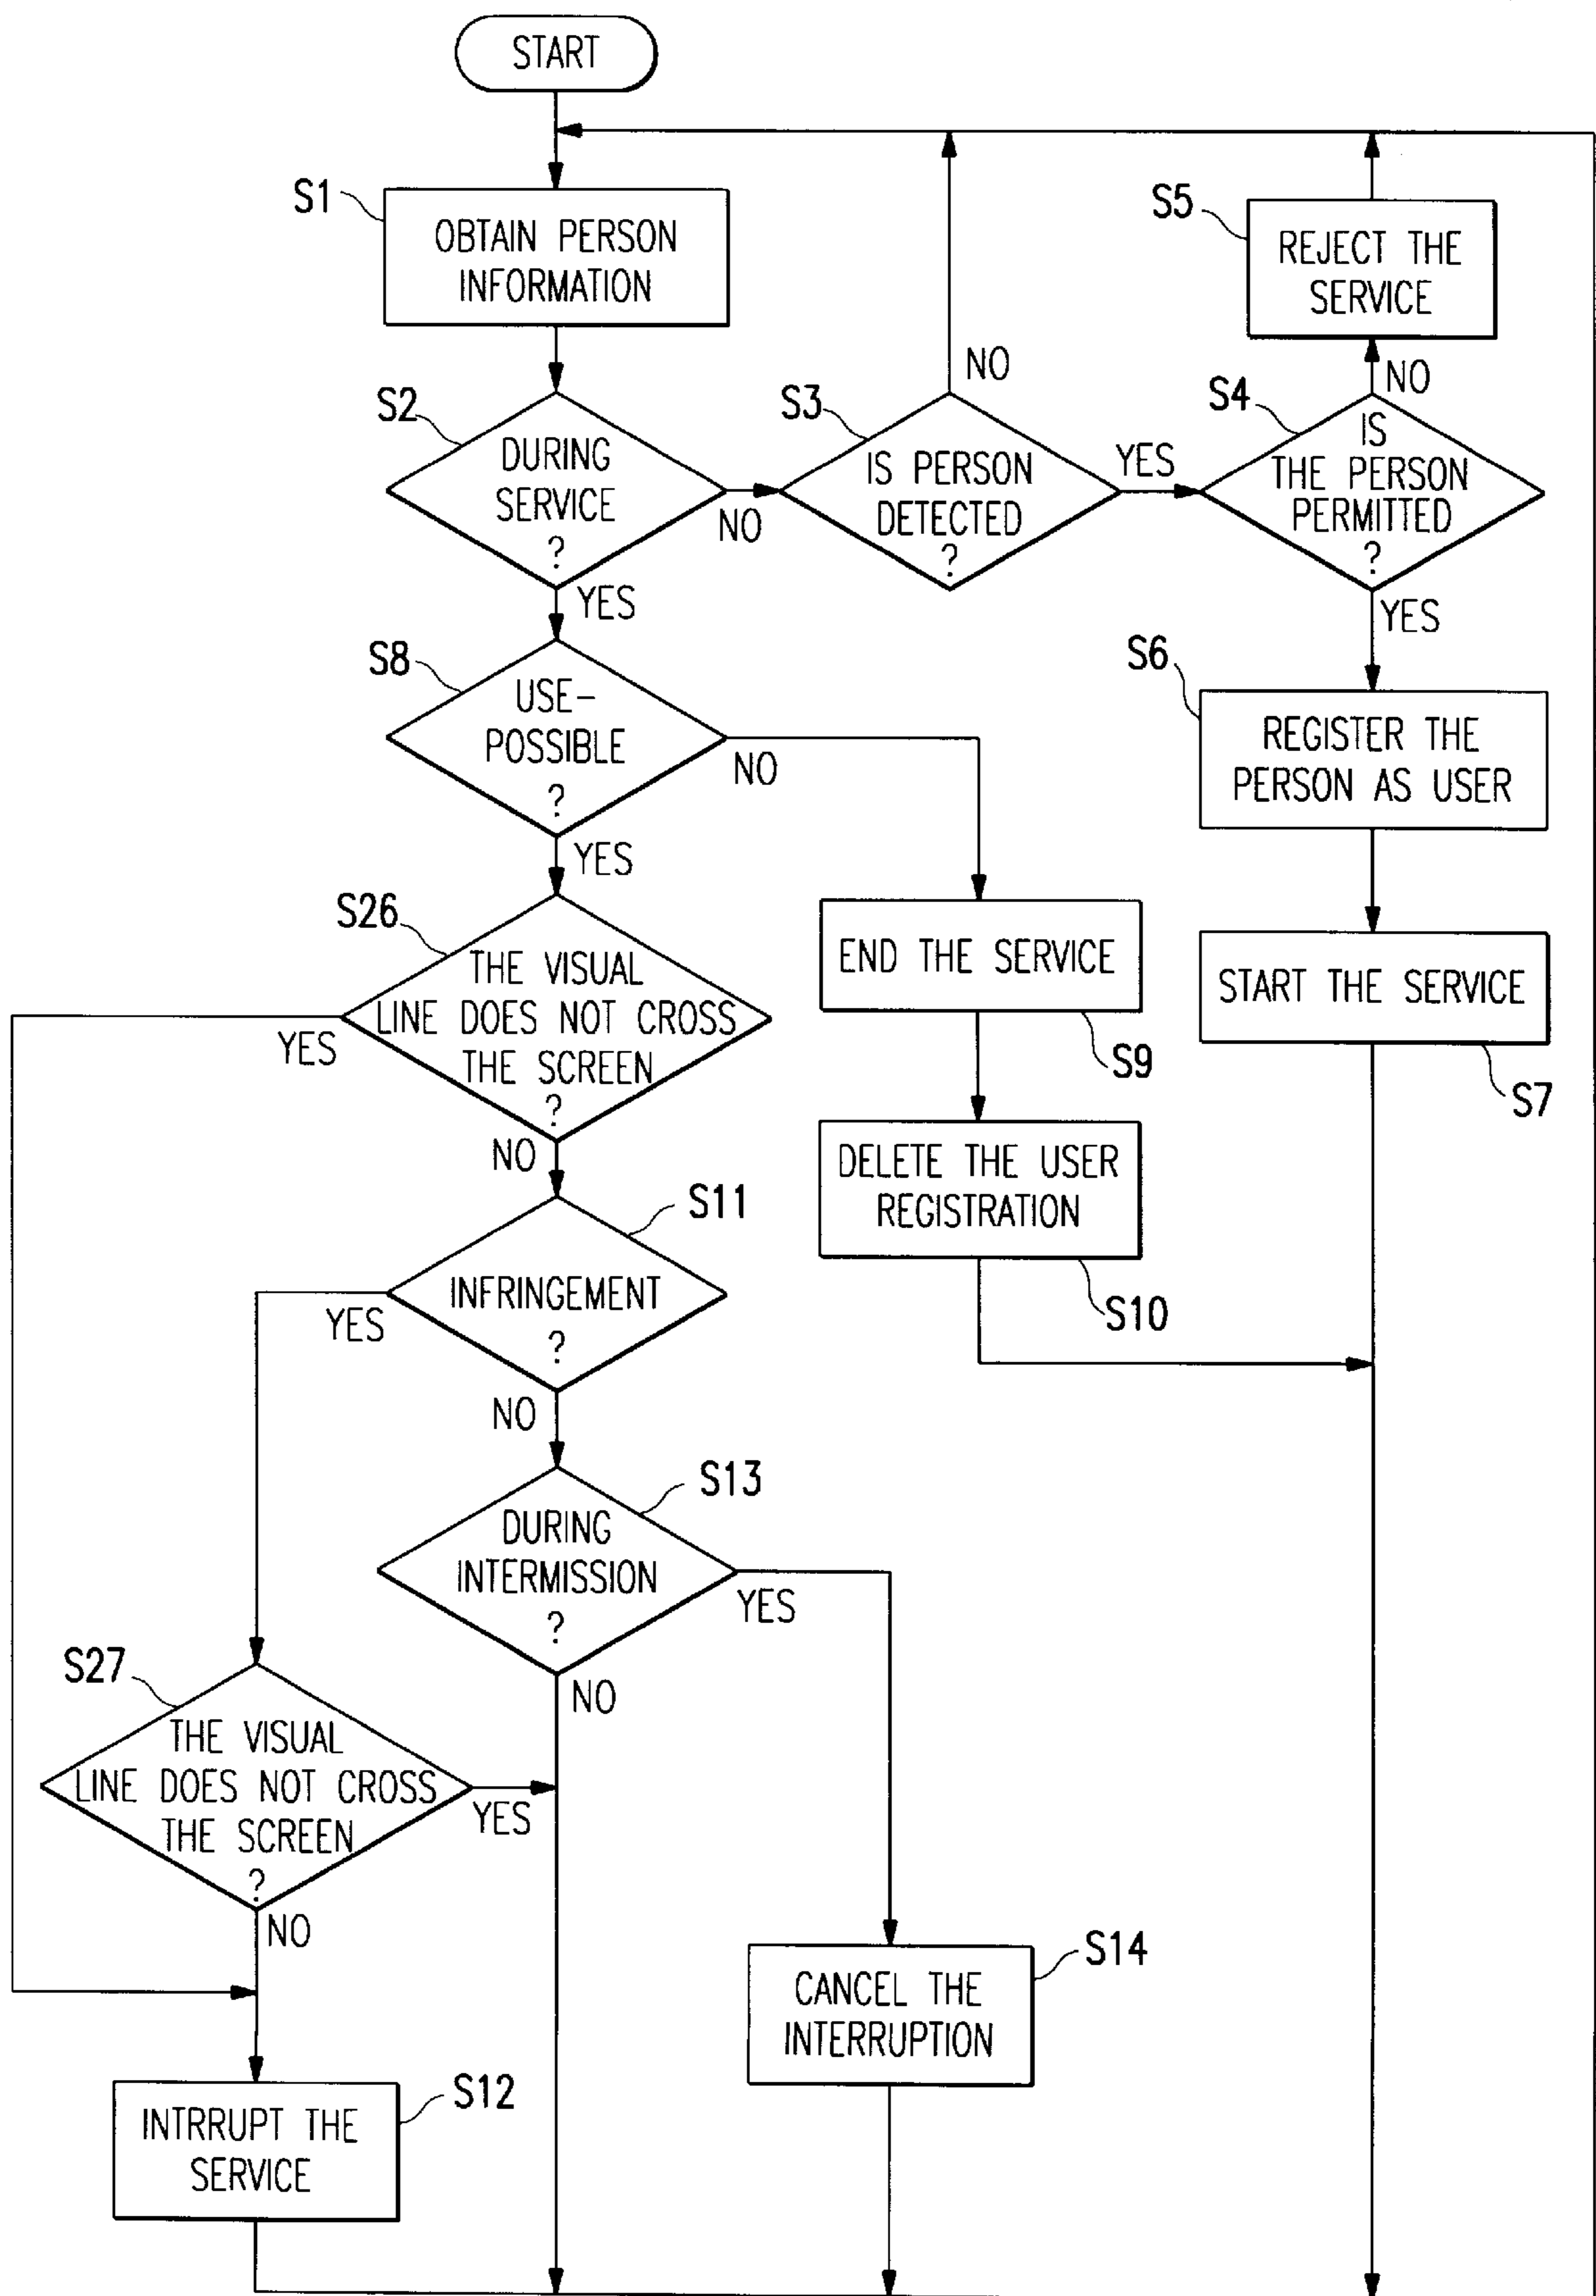 START
S1
OBTAIN PERSON
INFORMATION
S5
REJECT THE
SERVICE
S2
DURING
SERVICE
?
NO
YES
S3
IS PERSON
DETECTED
?
NO
YES
S4
IS
THE PERSON
PERMITTED
?
NO
YES
S6
REGISTER THE
PERSON AS USER
S8
USE-
POSSIBLE
?
NO
YES
S26
THE VISUAL
LINE DOES NOT CROSS
THE SCREEN
?
YES
NO
END THE SERVICE
S9
START THE SERVICE
S7
DELETE THE USER
REGISTRATION
S10
S11
INFRINGEMENT
?
YES
NO
S13
DURING
INTERMISSION
?
YES
NO
S27
THE VISUAL
LINE DOES NOT CROSS
THE SCREEN
?
YES
NO
S14
CANCEL THE
INTERRUPTION
S12
INTRRUPT THE
SERVICE